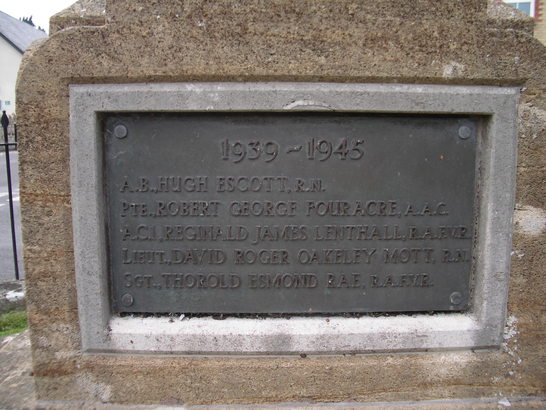 1939-1945
A.B., HUGH ESCOTT, R.N.
PTE., ROBERT GEORGE FOURACRE, A.A.C.
A.C.1, REGINALD JAMES LENTHALL, R.A.F.V.R.
LIEUT., DAVID ROGER OAKELEY MOTT, R.N.
SGT., THOROLD ESMOND RAE, R.A.F.V.R.